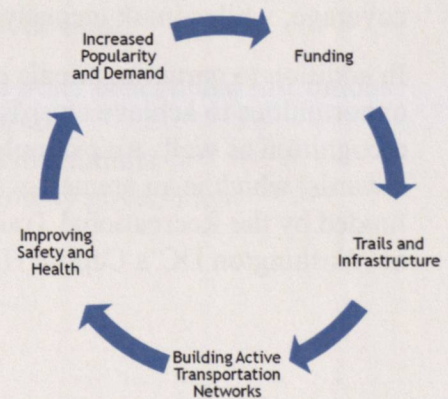 Increased
Popularity
and Demand
Funding
Trails and
Infrastructure
Building Active
Transportation
Networks
Improving
Safety and
Health